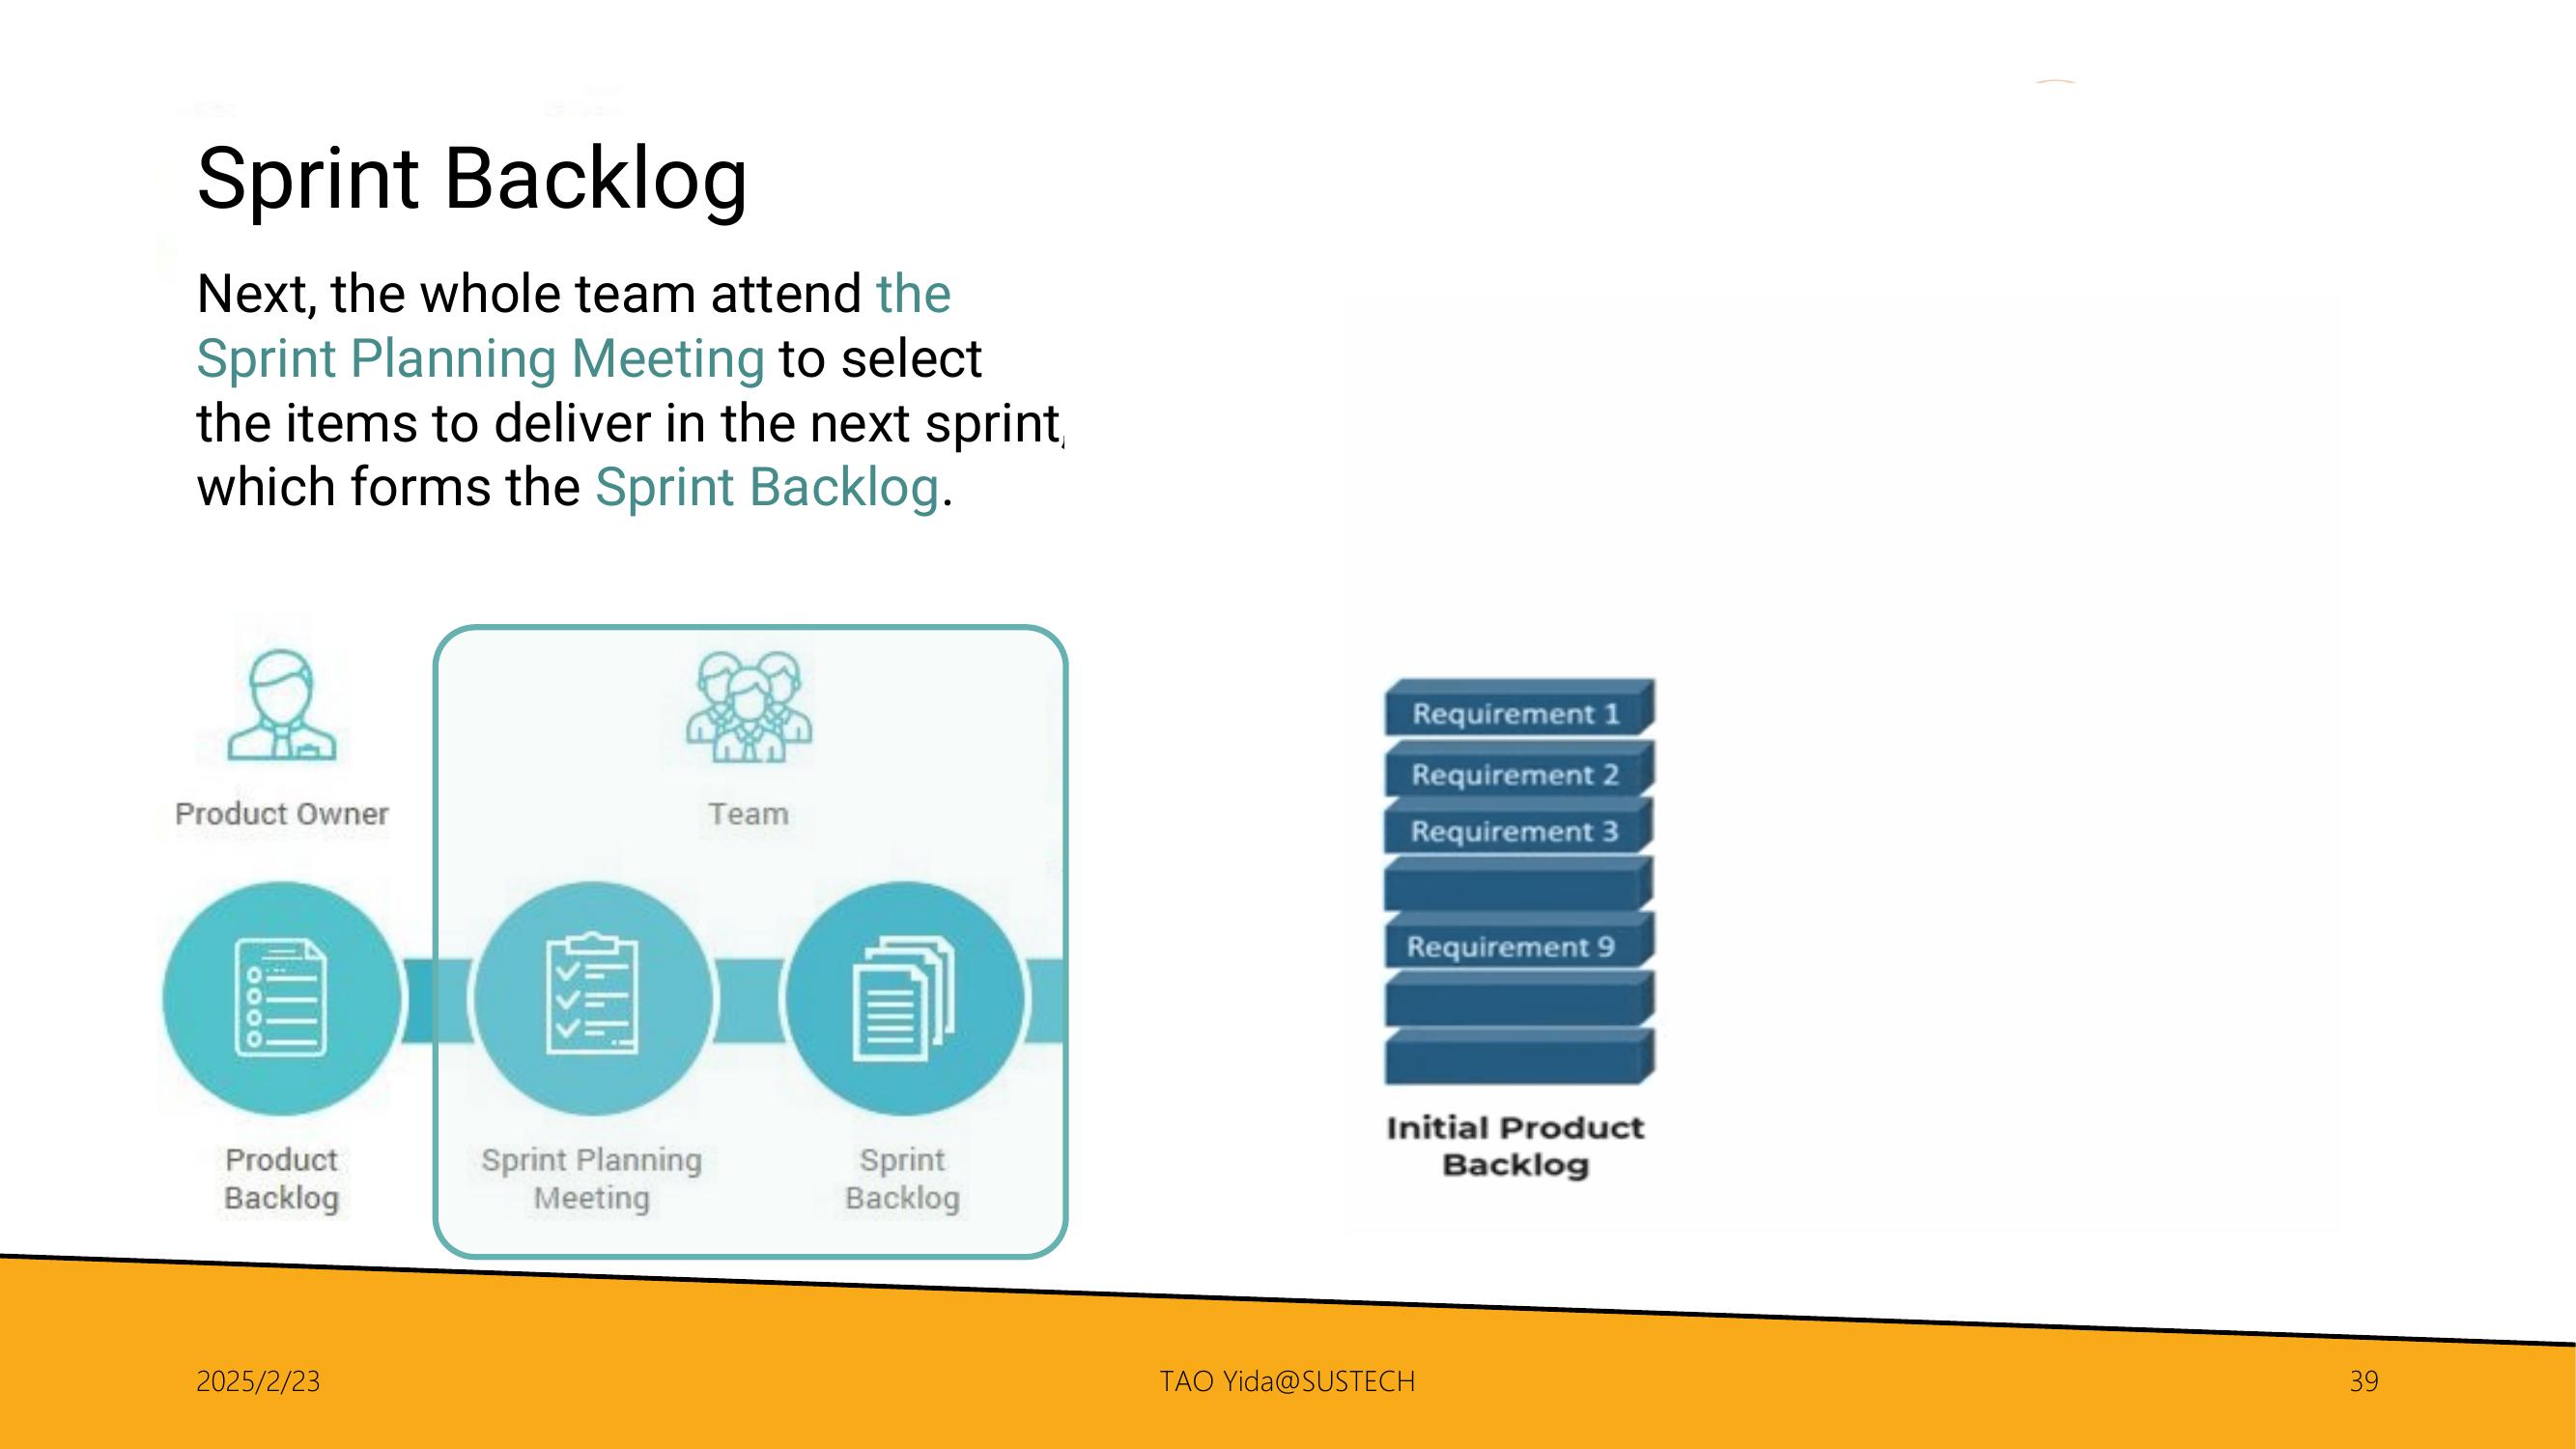 Sprint Backlog
Next, the whole team attend the
Sprint Planning Meeting to select
the items to deliver in the next sprint,
which forms the Sprint Backlog.
Product Owner
Team
Product
Backlog
Sprint Planning
Meeting
Sprint
Backlog
Requirement 1
Requirement 2
Requirement 3
Requirement 9
Initial Product
Backlog
2025/2/23
TAO Yida@SUSTECH
39